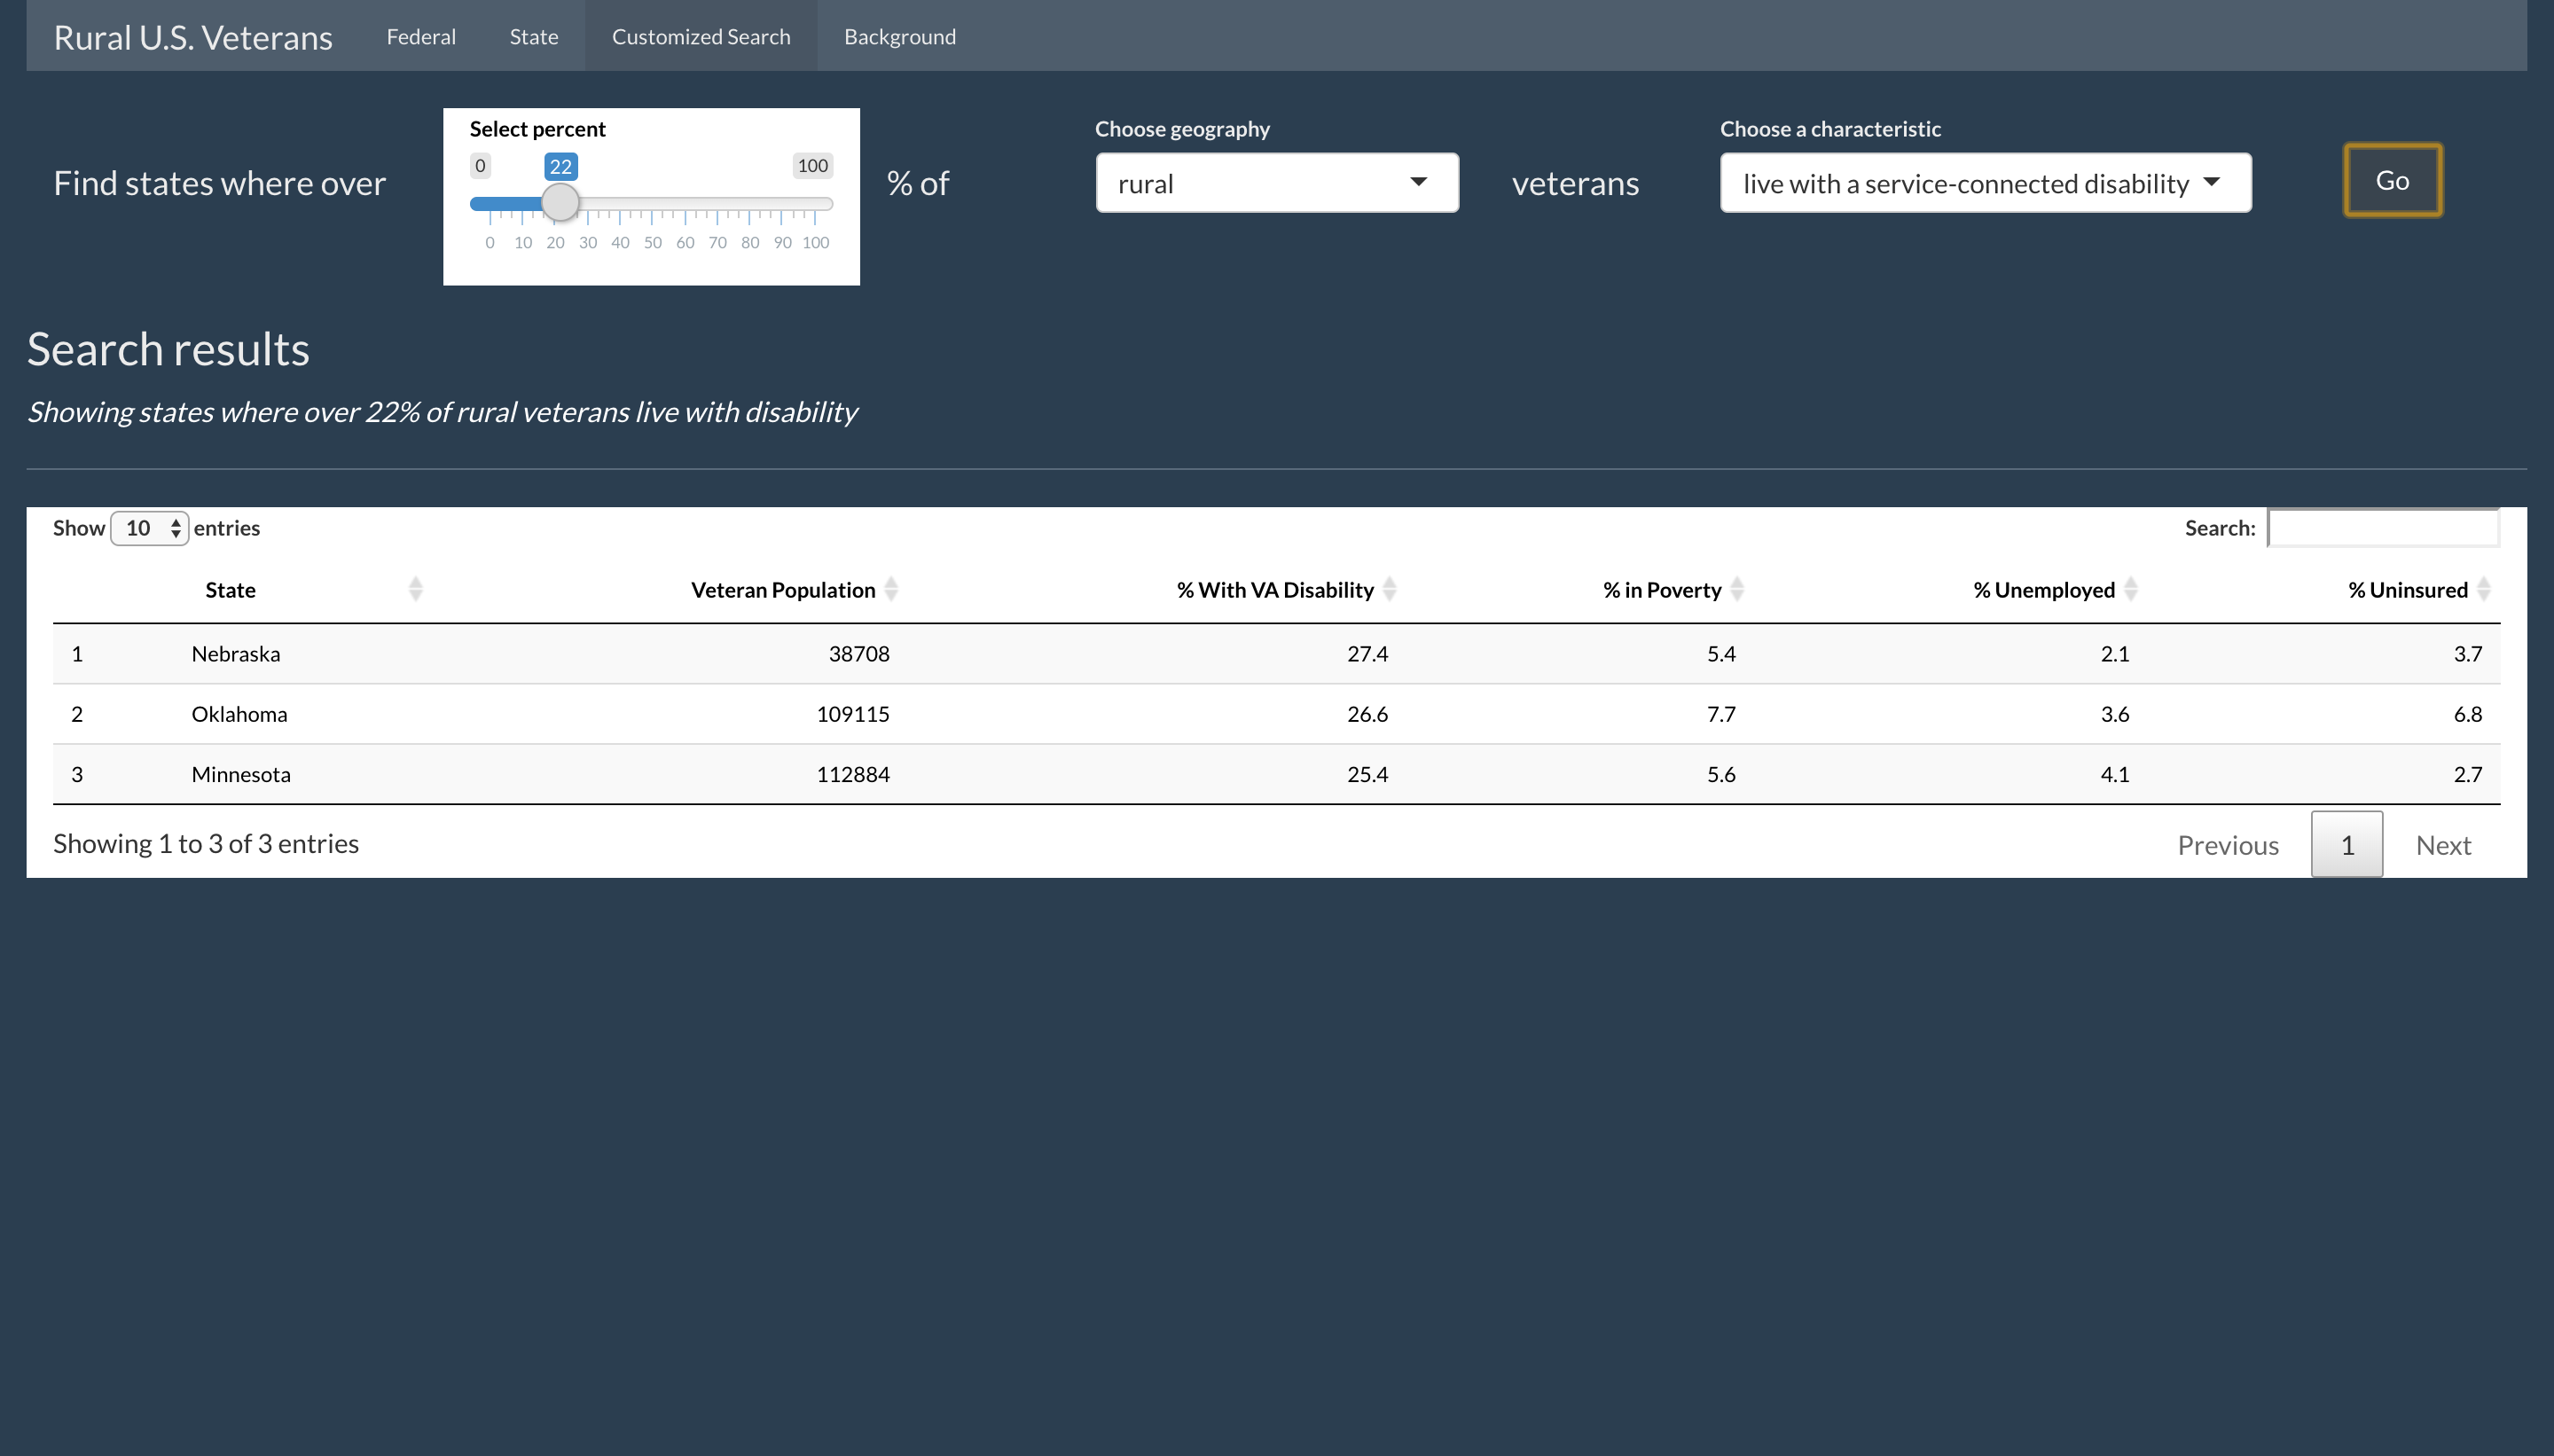 Rural U.S. Veterans Federal State Customized Search Background
Select percent Choose geography Choose a characteristic
0 22 100
Find states where over % of rural veterans live with a service-connected disability Go
0 10 20 30 40 50 60 70 80 90 100
Search results
Showing states where over 22% of rural veterans live with disability
Show 10 entries Search:
State Veteran Population % With VA Disability % in Poverty % Unemployed % Uninsured
1 Nebraska 38708 27.4 5.4 2.1 3.7
2 Oklahoma 109115 26.6 7.7 3.6 6.8
3 Minnesota 112884 25.4 5.6 4.1 2.7
Showing 1 to 3 of 3 entries Previous 1 Next